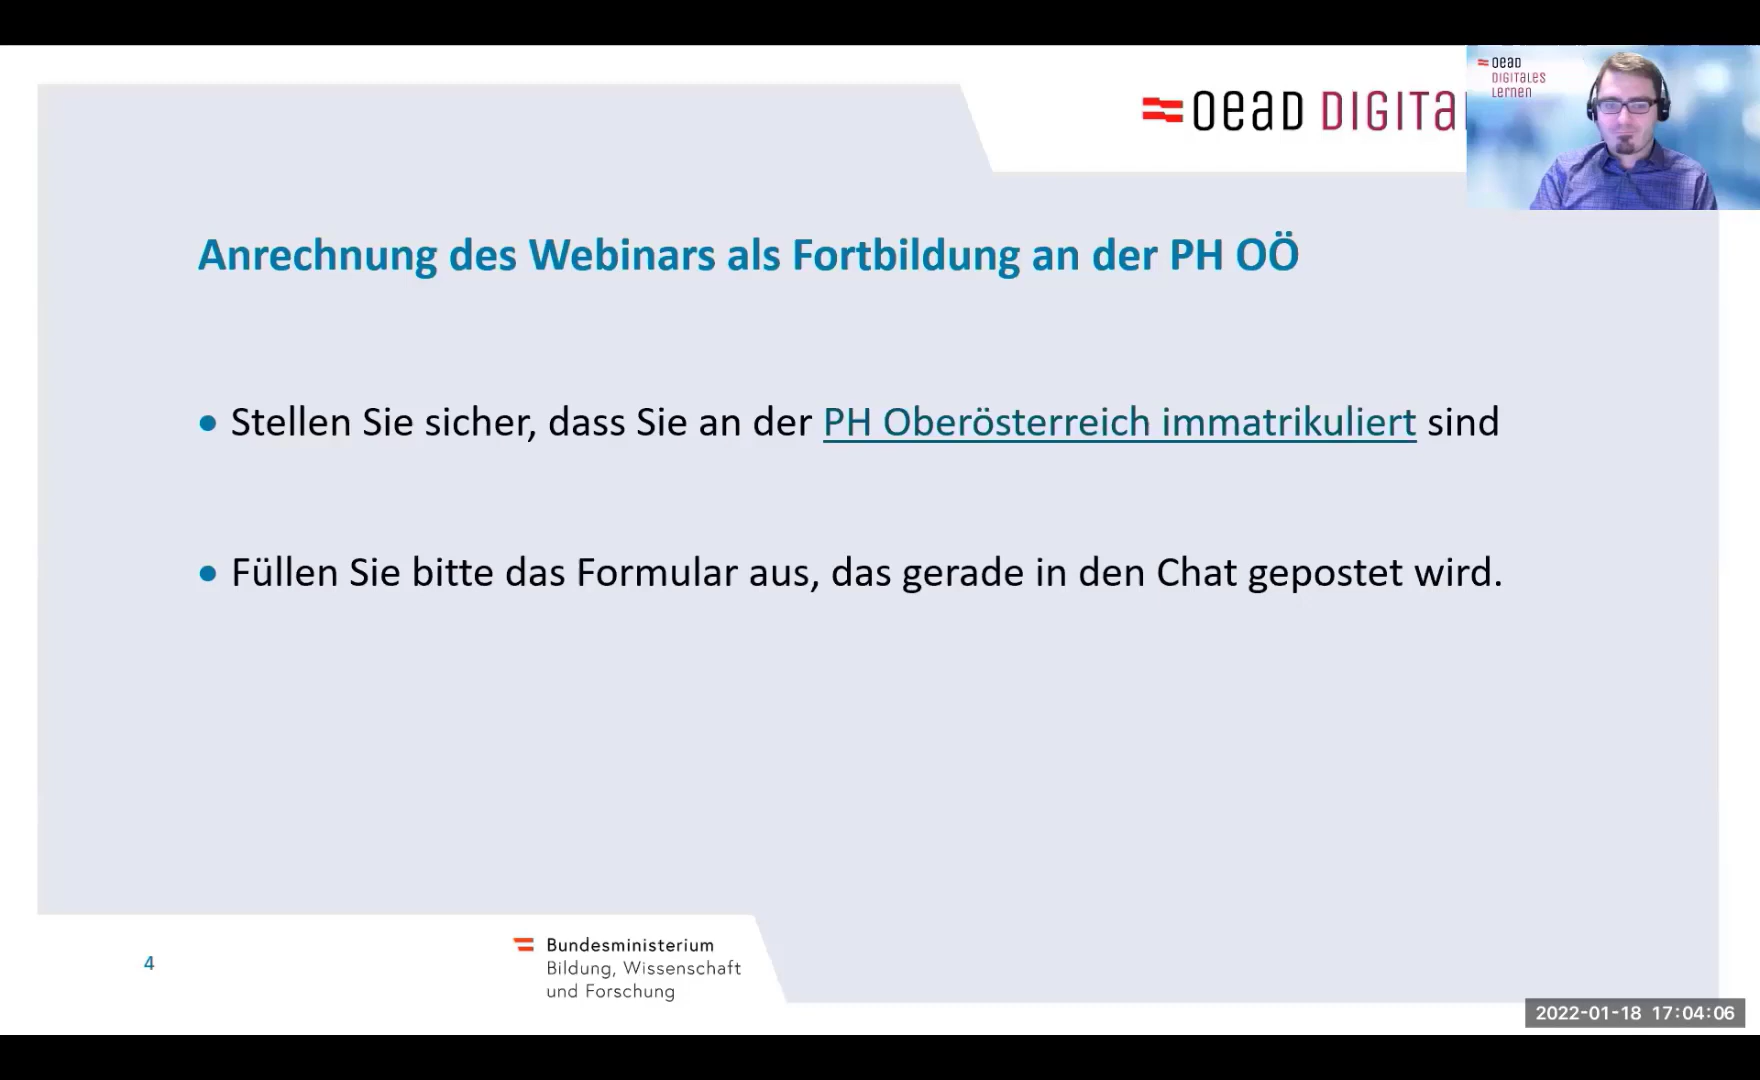 oead DIGITA
oead
DIGITALES
Lernen
Anrechnung des Webinars als Fortbildung an der PH OÖ
• Stellen Sie sicher, dass Sie an der PH Oberösterreich immatrikuliert sind
• Füllen Sie bitte das Formular aus, das gerade in den Chat gepostet wird.
4
Bundesministerium
Bildung, Wissenschaft
und Forschung
2022-01-18 17:04:06